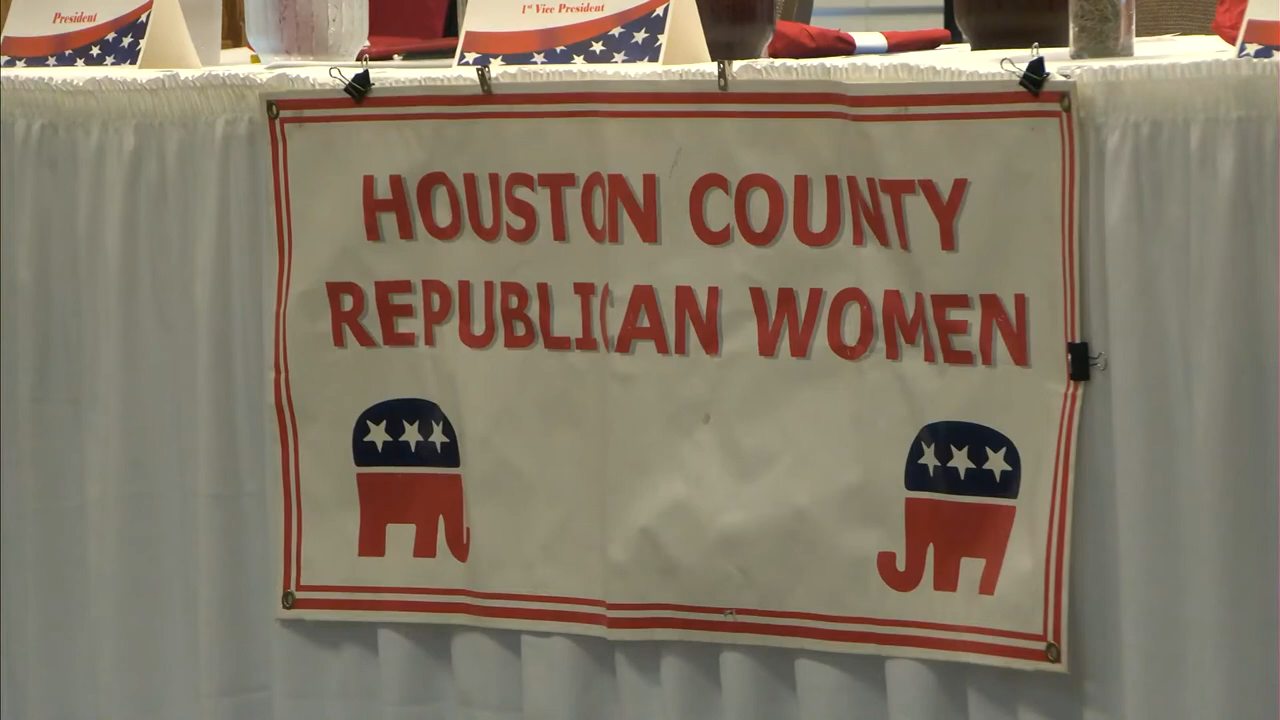 President
1st Vice President
HOUSTON COUNTY
REPUBLICAN WOMEN